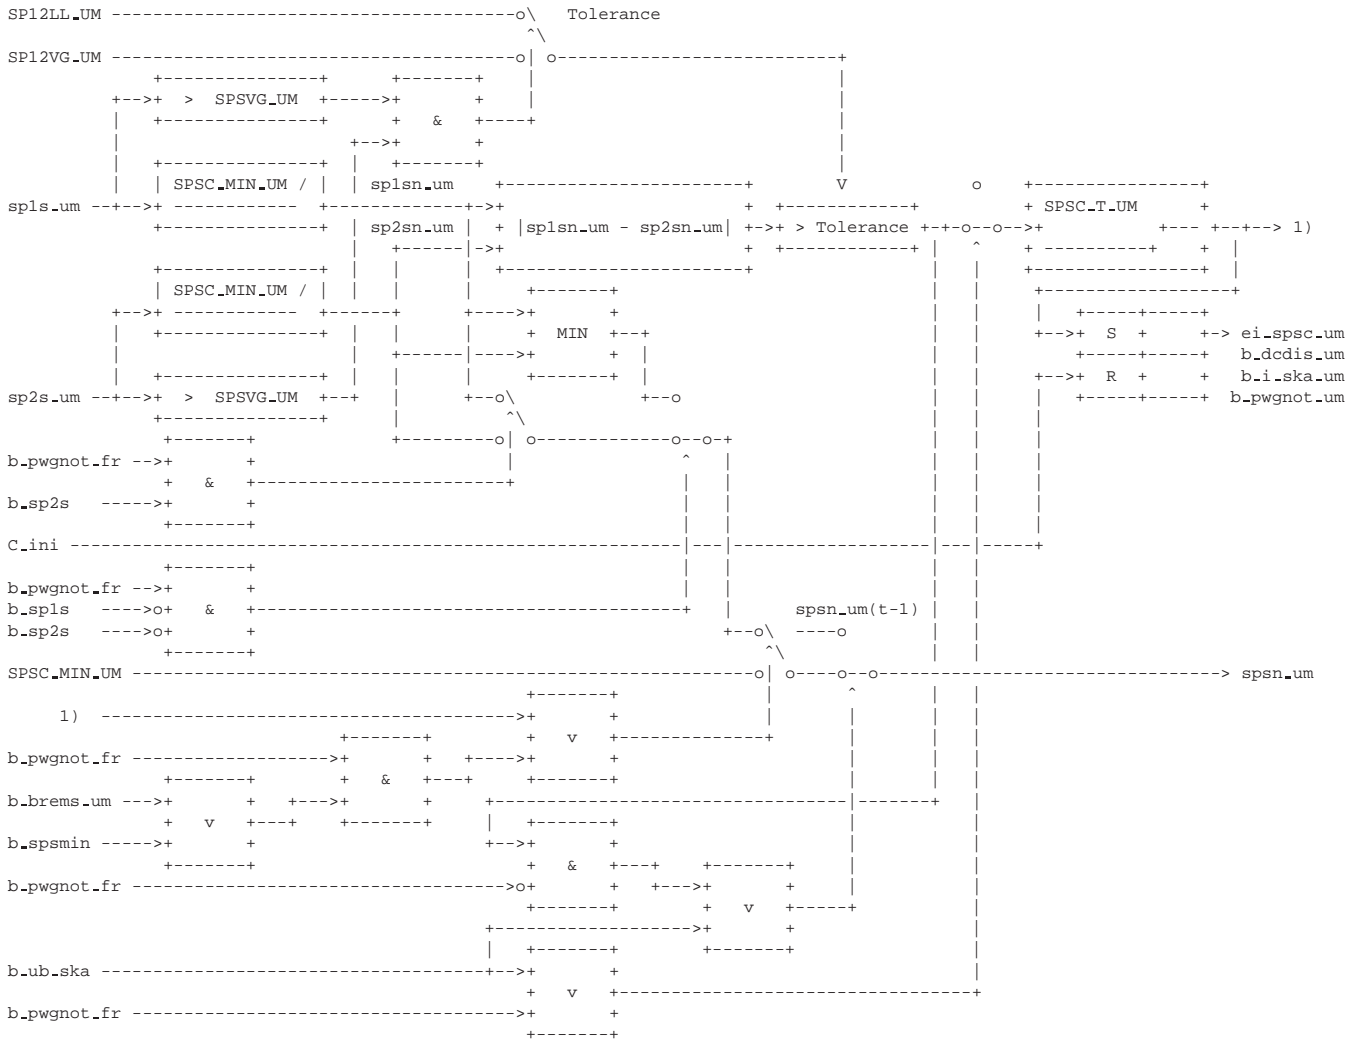 SP12LL_UM Tolerance
SP12VG_UM
> SPSVG_UM
&
SPSC_MIN_UM / sp1sn_um V
sp1s_um SPSC_T_UM
sp2sn_um |sp1sn_um - sp2sn_um| > Tolerance 1)
SPSC_MIN_UM /
MIN S ei_spsc_um
b_dcdis_um
R b_i_ska_um
sp2s_um > SPSVG_UM b_pwgnot_um
b_pwgnot_fr
&
b_sp2s
C_ini
b_pwgnot_fr
b_sp1s & spsn_um(t-1)
b_sp2s
SPSC_MIN_UM spsn_um
1)
v
b_pwgnot_fr
&
b_brems_um
v
b_spsmin
&
b_pwgnot_fr
v
b_ub_ska
v
b_pwgnot_fr